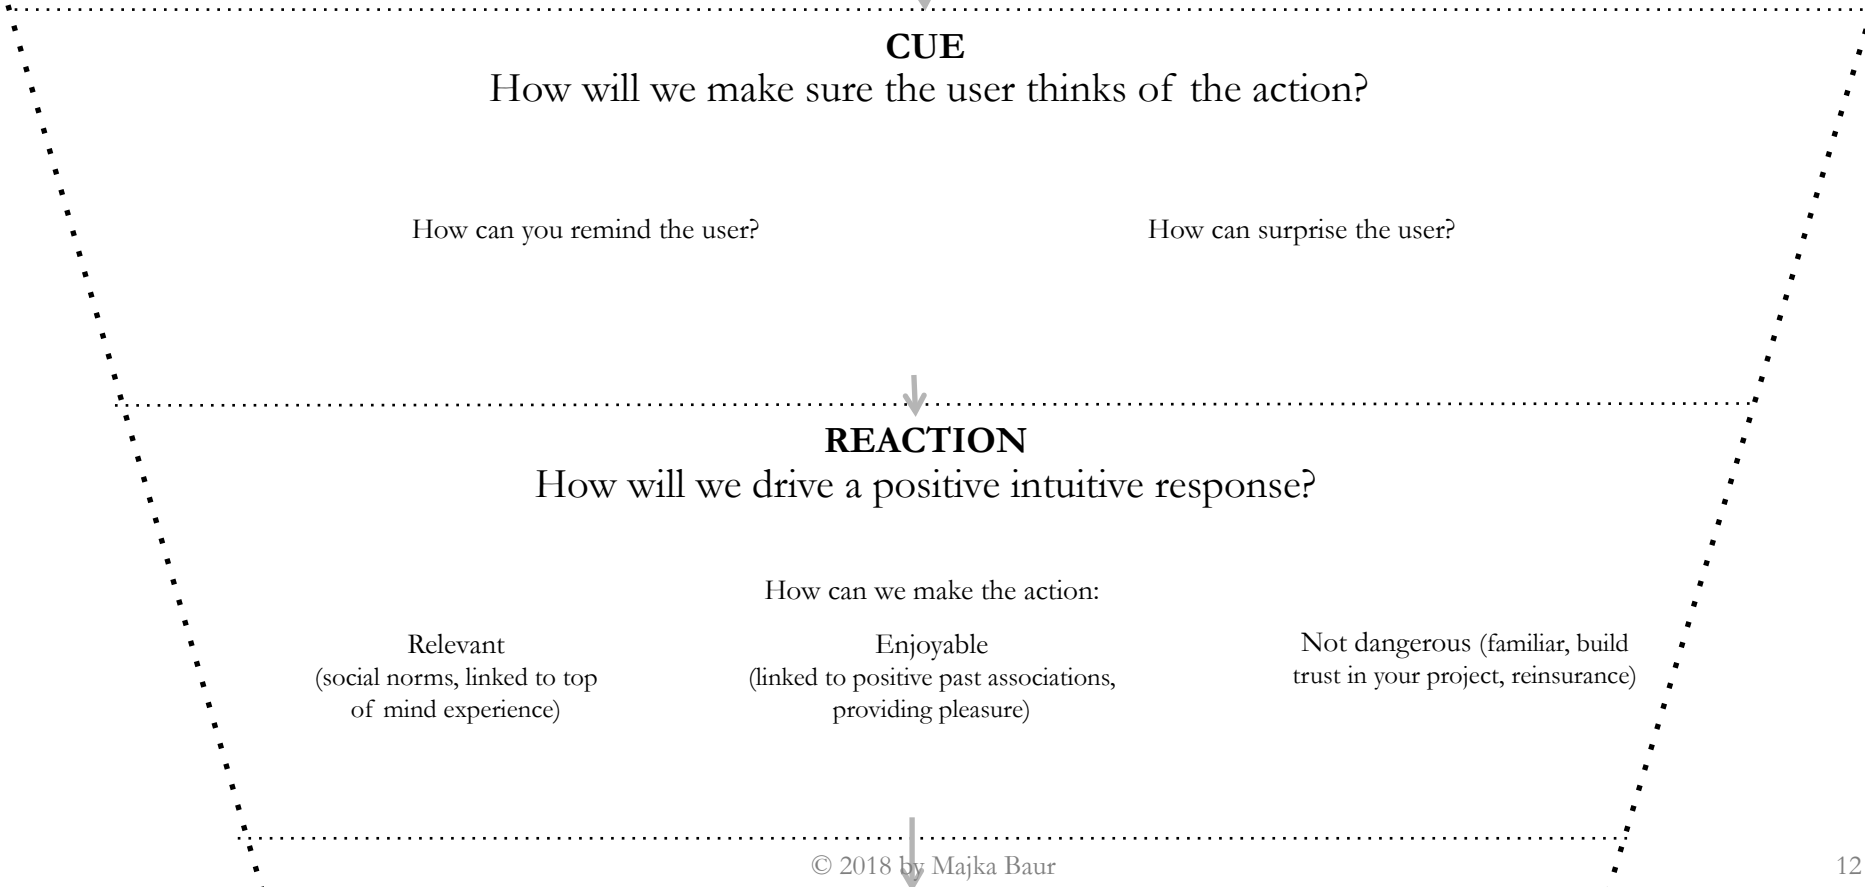 CUE
How will we make sure the user thinks of the action?
How can you remind the user?
How can surprise the user?
REACTION
How will we drive a positive intuitive response?
How can we make the action:
Relevant
(social norms, linked to top
of mind experience)
Enjoyable
(linked to positive past associations,
providing pleasure)
Not dangerous (familiar, build
trust in your project, reinsurance)
© 2018 by Majka Baur
12